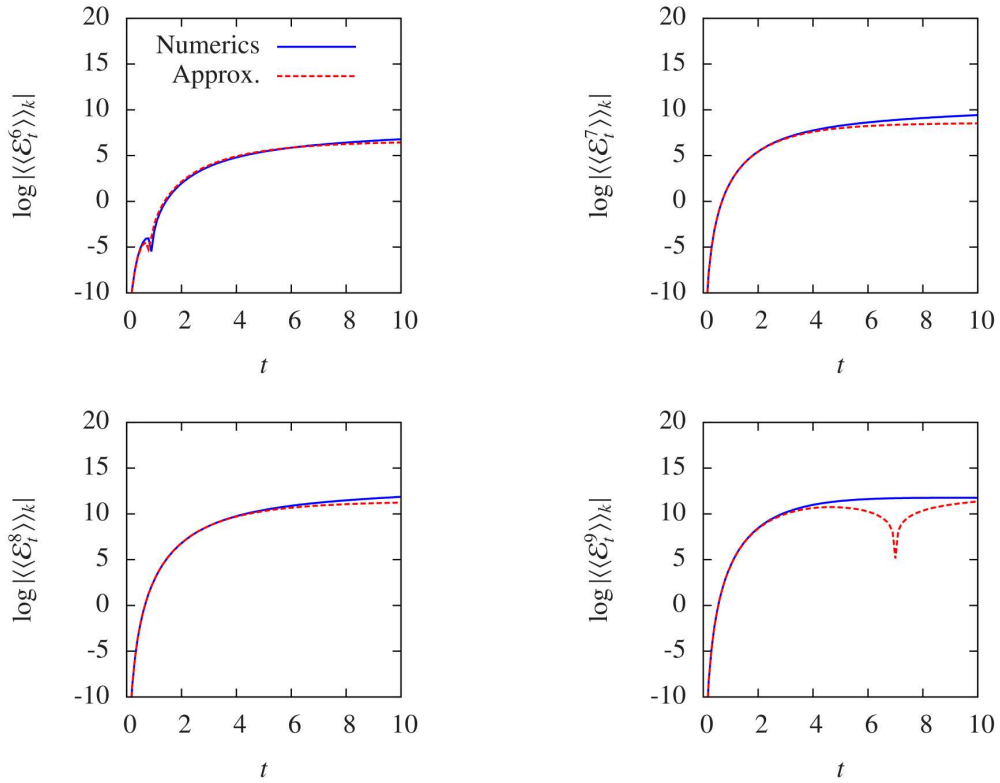 log|⟨⟨ℰ_t^6⟩⟩_k|
20
15
10
5
0
-5
-10
Numerics
Approx.
0 2 4 6 8 10
t
log|⟨⟨ℰ_t^7⟩⟩_k|
20
15
10
5
0
-5
-10
0 2 4 6 8 10
t
log|⟨⟨ℰ_t^8⟩⟩_k|
20
15
10
5
0
-5
-10
0 2 4 6 8 10
t
log|⟨⟨ℰ_t^9⟩⟩_k|
20
15
10
5
0
-5
-10
0 2 4 6 8 10
t